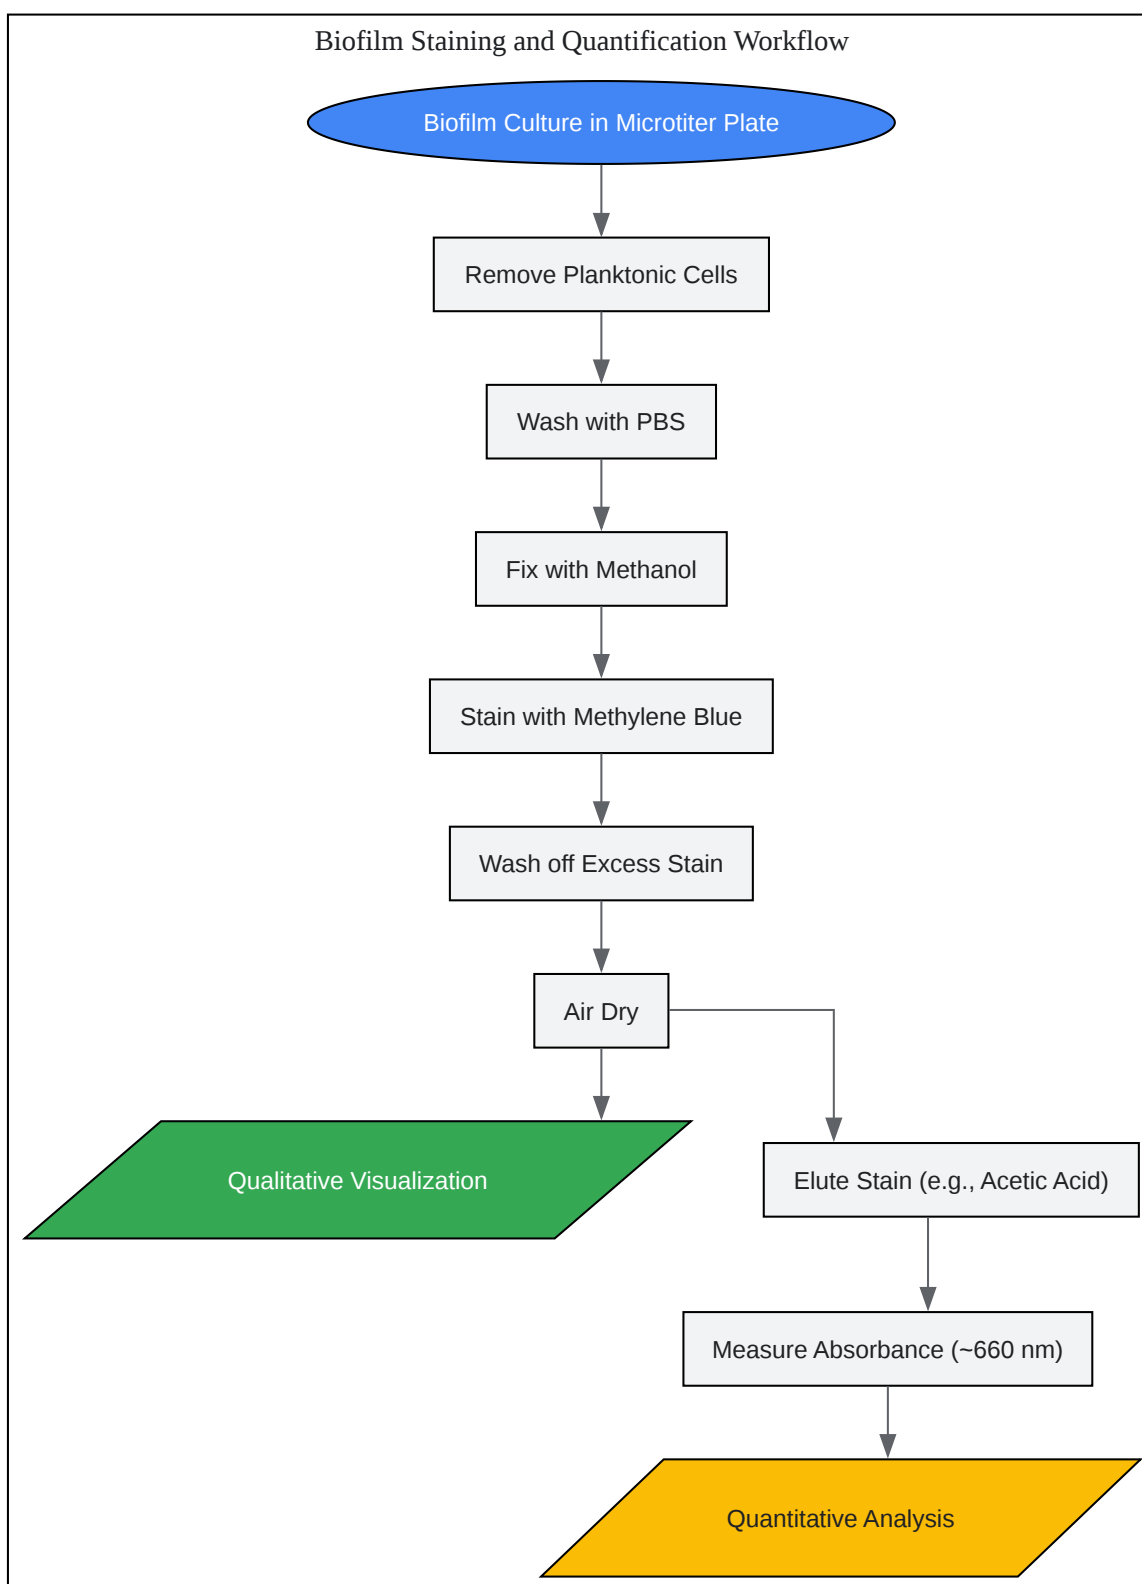 Biofilm Staining and Quantification Workflow
Biofilm Culture in Microtiter Plate
Remove Planktonic Cells
Wash with PBS
Fix with Methanol
Stain with Methylene Blue
Wash off Excess Stain
Air Dry
Qualitative Visualization
Elute Stain (e.g., Acetic Acid)
Measure Absorbance (~660 nm)
Quantitative Analysis